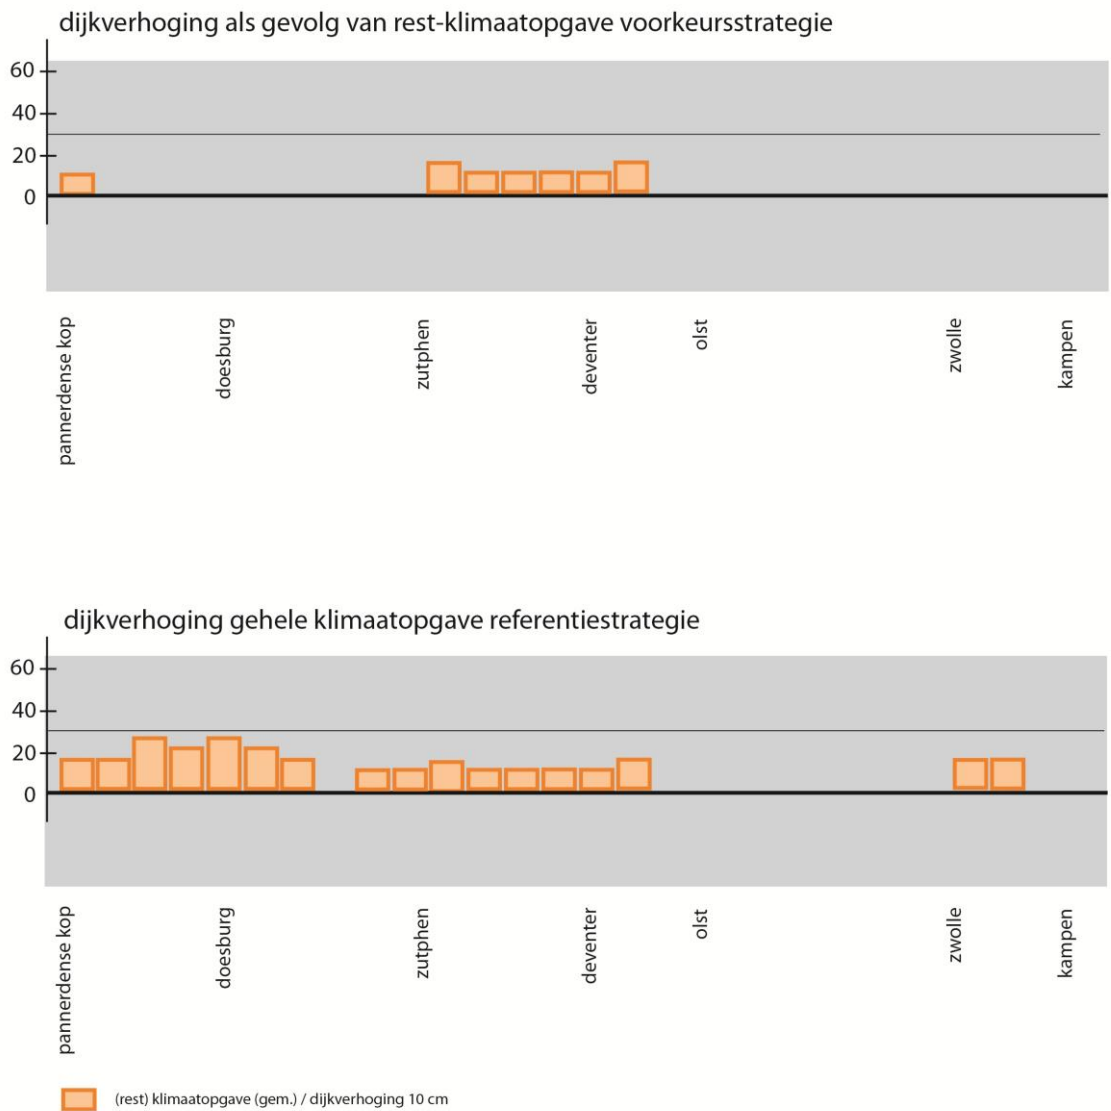 dijkverhoging als gevolg van rest-klimaatopgave voorkeursstrategie
60
40
20
0
pannerdense kop
doesburg
zutphen
deventer
olst
zwolle
kampen
dijkverhoging gehele klimaatopgave referentiestrategie
60
40
20
0
pannerdense kop
doesburg
zutphen
deventer
olst
zwolle
kampen
(rest) klimaatopgave (gem.) / dijkverhoging 10 cm